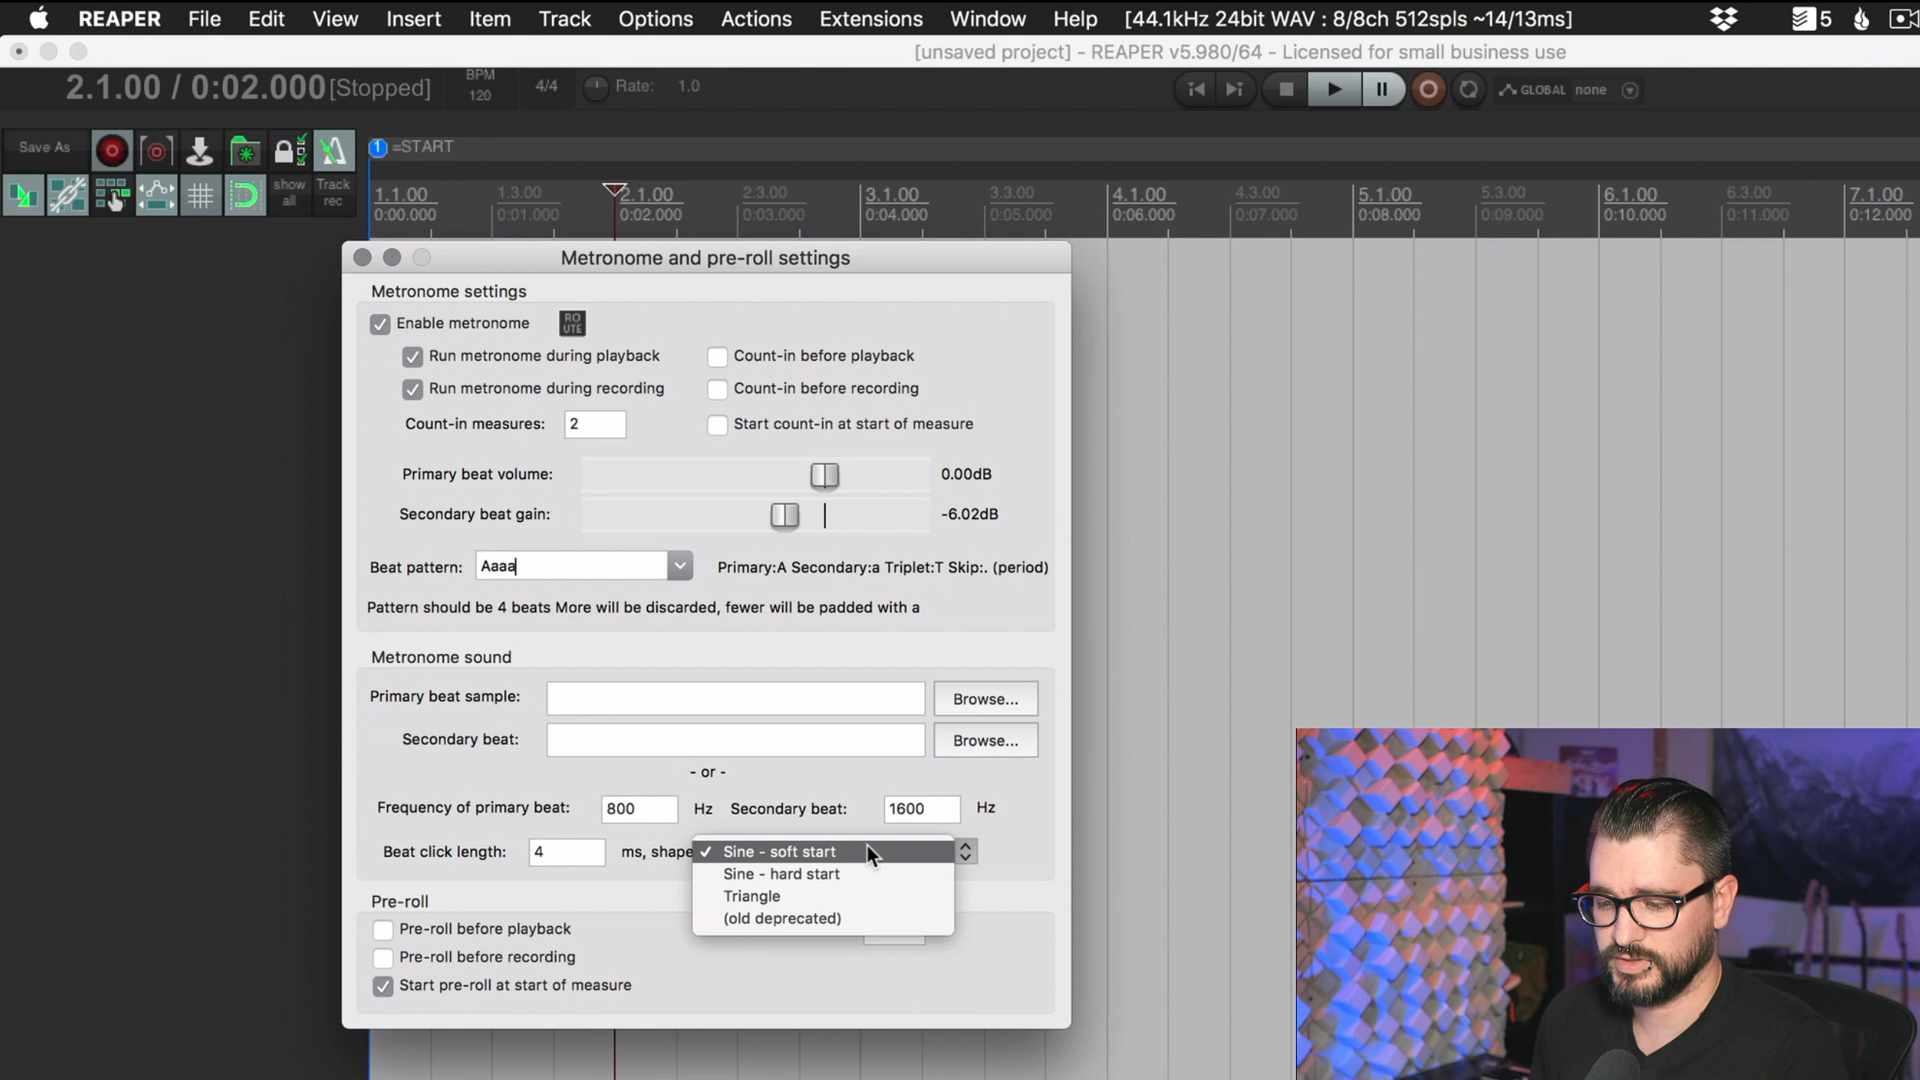 REAPER File Edit View Insert Item Track Options Actions Extensions Window Help [44.1kHz 24bit WAV : 8/8ch 512spls ~14/13ms] 5
[unsaved project] - REAPER v5.980/64 - Licensed for small business use
2.1.00 / 0:02.000 [Stopped] BPM 120 4/4 Rate: 1.0 GLOBAL none
Save As 1 =START
show all Track rec
1.1.00 1.3.00 2.1.00 2.3.00 3.1.00 3.3.00 4.1.00 4.3.00 5.1.00 5.3.00 6.1.00 6.3.00 7.1.00
0:00.000 0:01.000 0:02.000 0:03.000 0:04.000 0:05.000 0:06.000 0:07.000 0:08.000 0:09.000 0:10.000 0:11.000 0:12.000
Metronome and pre-roll settings
Metronome settings
Enable metronome ROUTE
Run metronome during playback Count-in before playback
Run metronome during recording Count-in before recording
Count-in measures: 2 Start count-in at start of measure
Primary beat volume: 0.00dB
Secondary beat gain: -6.02dB
Beat pattern: Aaaa Primary:A Secondary:a Triplet:T Skip:. (period)
Pattern should be 4 beats More will be discarded, fewer will be padded with a
Metronome sound
Primary beat sample: Browse...
Secondary beat: Browse...
- or -
Frequency of primary beat: 800 Hz Secondary beat: 1600 Hz
Beat click length: 4 ms, shape ✓ Sine - soft start
Sine - hard start
Triangle
(old deprecated)
Pre-roll
Pre-roll before playback
Pre-roll before recording
Start pre-roll at start of measure